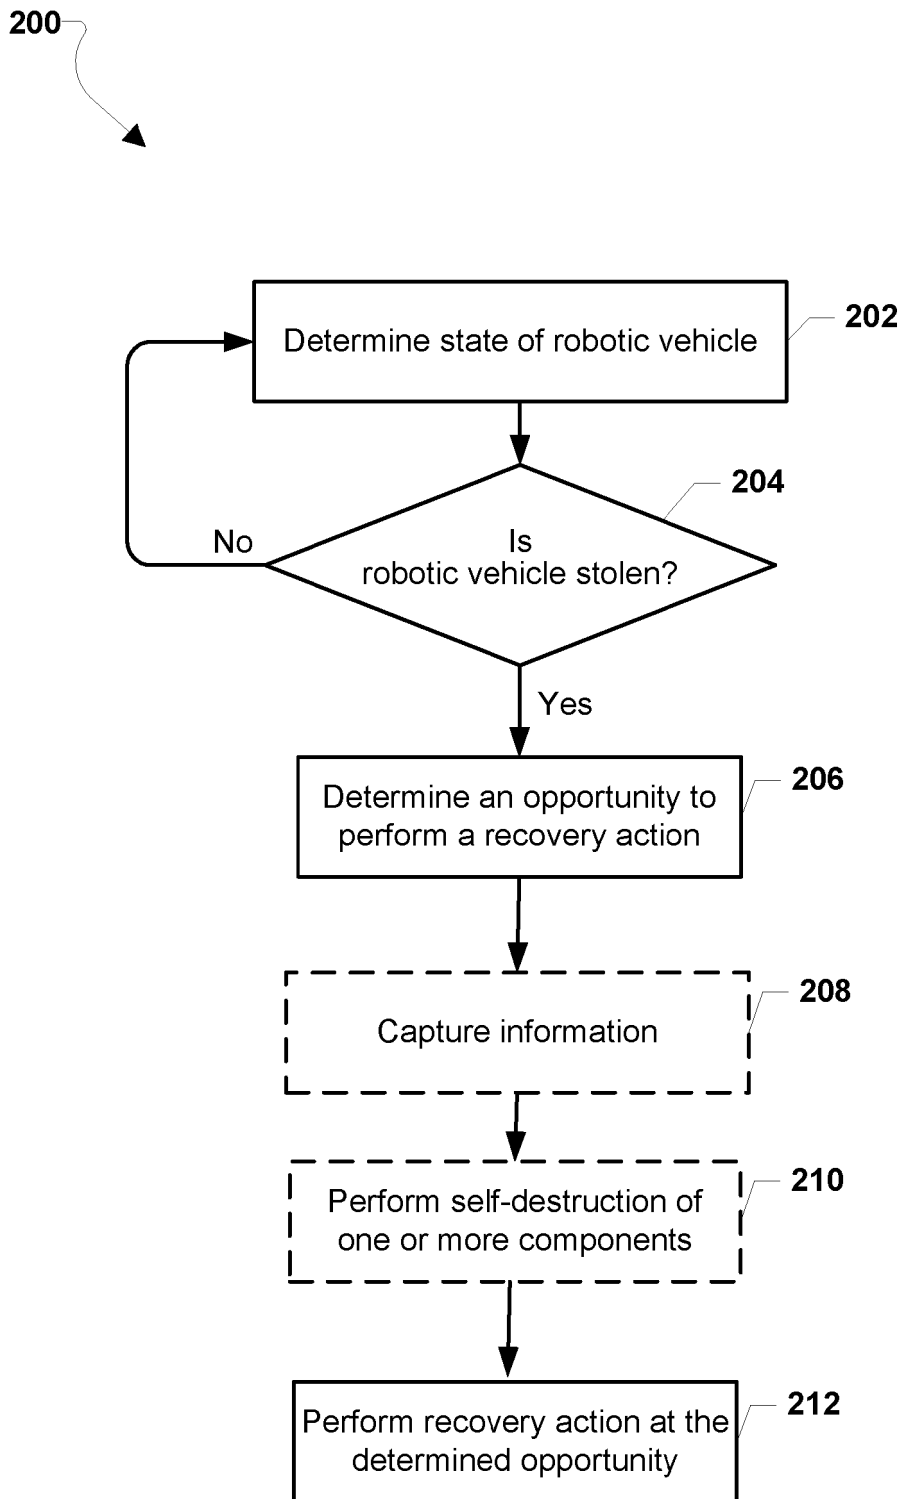 200
Determine state of robotic vehicle
202
204
Is
robotic vehicle stolen?
No
Yes
206
Determine an opportunity to
perform a recovery action
208
Capture information
210
Perform self-destruction of
one or more components
212
Perform recovery action at the
determined opportunity